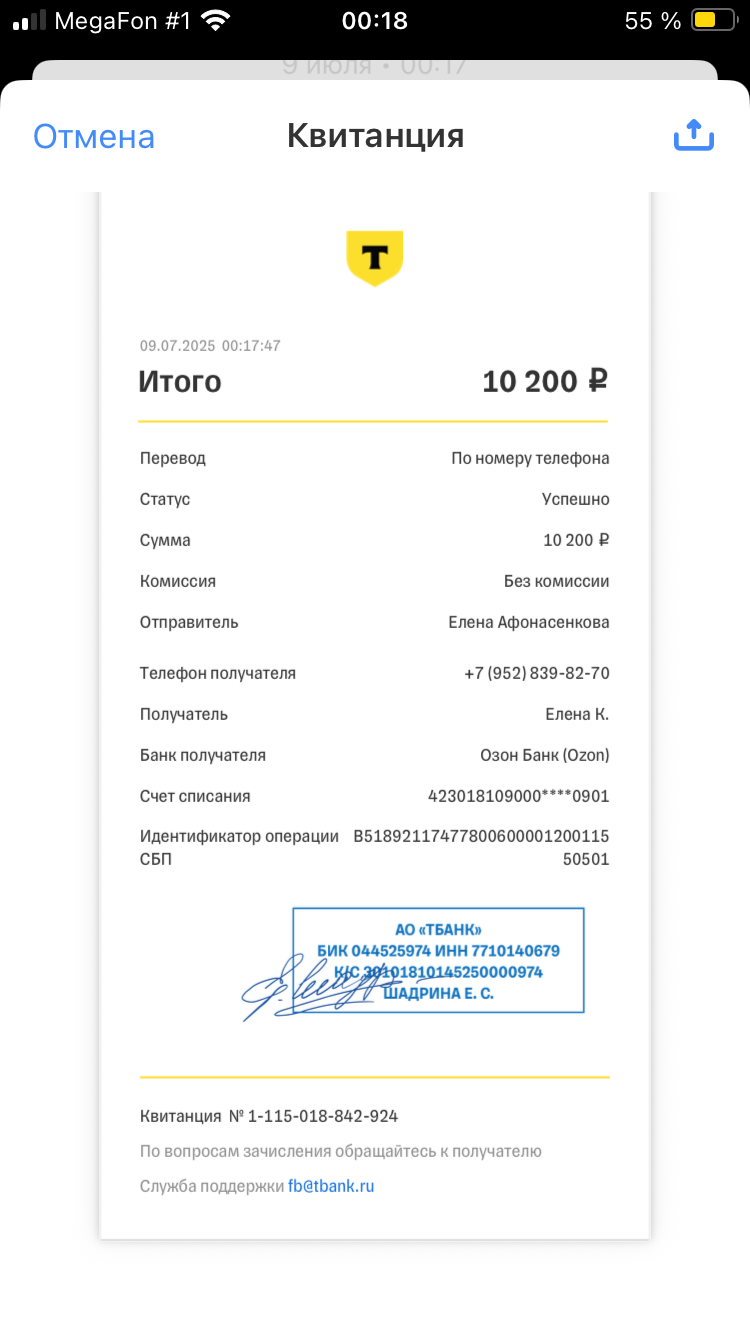 MegaFon #1
00:18
55 %
9 июля • 00:17
Отмена
Квитанция
Т
09.07.2025 00:17:47
Итого 10 200 ₽
Перевод По номеру телефона
Статус Успешно
Сумма 10 200 ₽
Комиссия Без комиссии
Отправитель Елена Афонасенкова
Телефон получателя +7 (952) 839-82-70
Получатель Елена К.
Банк получателя Озон Банк (Ozon)
Счет списания 423018109000****0901
Идентификатор операции B518921174778006000012001​15
СБП 50501
АО «ТБАНК»
БИК 044525974 ИНН 7710140679
К/С 30101810145250000974
ШАДРИНА Е. С.
Квитанция № 1-115-018-842-924
По вопросам зачисления обращайтесь к получателю
Служба поддержки fb@tbank.ru